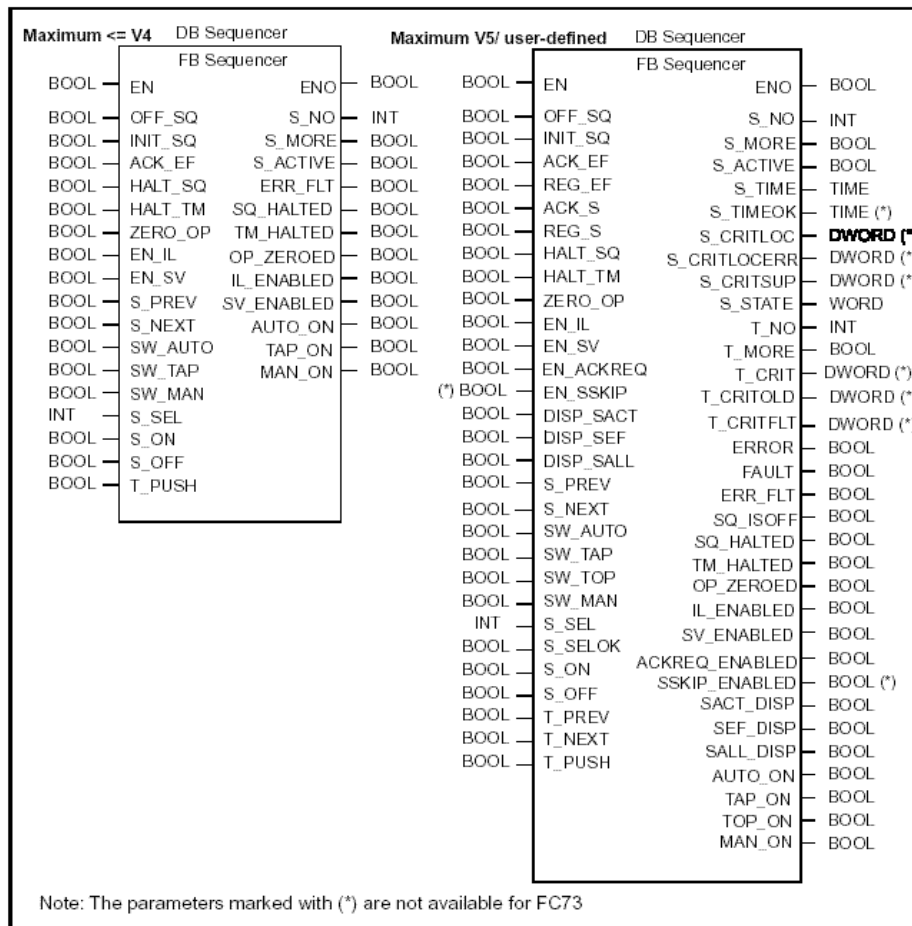 Maximum <= V4
DB Sequencer
FB Sequencer
BOOL EN ENO BOOL
BOOL OFF_SQ S_NO INT
BOOL INIT_SQ S_MORE BOOL
BOOL ACK_EF S_ACTIVE BOOL
BOOL HALT_SQ ERR_FLT BOOL
BOOL HALT_TM SQ_HALTED BOOL
BOOL ZERO_OP TM_HALTED BOOL
BOOL EN_IL OP_ZEROED BOOL
BOOL EN_SV IL_ENABLED BOOL
BOOL S_PREV SV_ENABLED BOOL
BOOL S_NEXT AUTO_ON BOOL
BOOL SW_AUTO TAP_ON BOOL
BOOL SW_TAP MAN_ON BOOL
BOOL SW_MAN
INT S_SEL
BOOL S_ON
BOOL S_OFF
BOOL T_PUSH
Maximum V5/ user-defined
DB Sequencer
FB Sequencer
BOOL EN ENO BOOL
BOOL OFF_SQ S_NO INT
BOOL INIT_SQ S_MORE BOOL
BOOL ACK_EF S_ACTIVE BOOL
BOOL REG_EF S_TIME TIME
BOOL ACK_S S_TIMEOK TIME (*)
BOOL REG_S S_CRITLOC DWORD (*
BOOL HALT_SQ S_CRITLOCERR DWORD (*
BOOL HALT_TM S_CRITSUP DWORD (*
BOOL ZERO_OP S_STATE WORD
BOOL EN_IL T_NO INT
BOOL EN_SV T_MORE BOOL
BOOL EN_ACKREQ T_CRIT DWORD (*)
(*) BOOL EN_SSKIP T_CRITOLD DWORD (*
BOOL DISP_SACT T_CRITFLT DWORD (*
BOOL DISP_SEF ERROR BOOL
BOOL DISP_SALL FAULT BOOL
BOOL S_PREV ERR_FLT BOOL
BOOL S_NEXT SQ_ISOFF BOOL
BOOL SW_AUTO SQ_HALTED BOOL
BOOL SW_TAP TM_HALTED BOOL
BOOL SW_TOP OP_ZEROED BOOL
BOOL SW_MAN IL_ENABLED BOOL
INT S_SEL SV_ENABLED BOOL
BOOL S_SELOK ACKREQ_ENABLED BOOL
BOOL S_ON SSKIP_ENABLED BOOL (*)
BOOL S_OFF SACT_DISP BOOL
BOOL T_PREV SEF_DISP BOOL
BOOL T_NEXT SALL_DISP BOOL
BOOL T_PUSH AUTO_ON BOOL
TAP_ON BOOL
TOP_ON BOOL
MAN_ON BOOL
Note: The parameters marked with (*) are not available for FC73